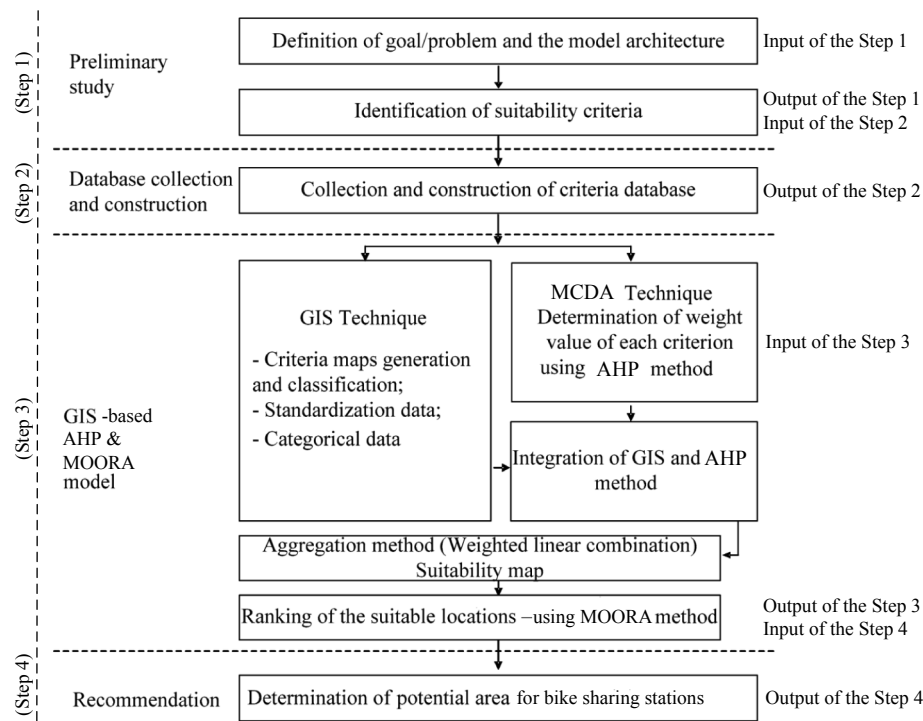 (Step 1)
Preliminary
study
Definition of goal/problem and the model architecture
Input of the Step 1
Identification of suitability criteria
Output of the Step 1
Input of the Step 2
(Step 2)
Database collection
and construction
Collection and construction of criteria database
Output of the Step 2
(Step 3)
GIS -based
AHP &
MOORA
model
GIS Technique
- Criteria maps generation
and classification;
- Standardization data;
- Categorical data
MCDA Technique
Determination of weight
value of each criterion
using AHP method
Input of the Step 3
Integration of GIS and AHP
method
Aggregation method (Weighted linear combination)
Suitability map
Ranking of the suitable locations –using MOORA method
Output of the Step 3
Input of the Step 4
(Step 4)
Recommendation
Determination of potential area for bike sharing stations
Output of the Step 4